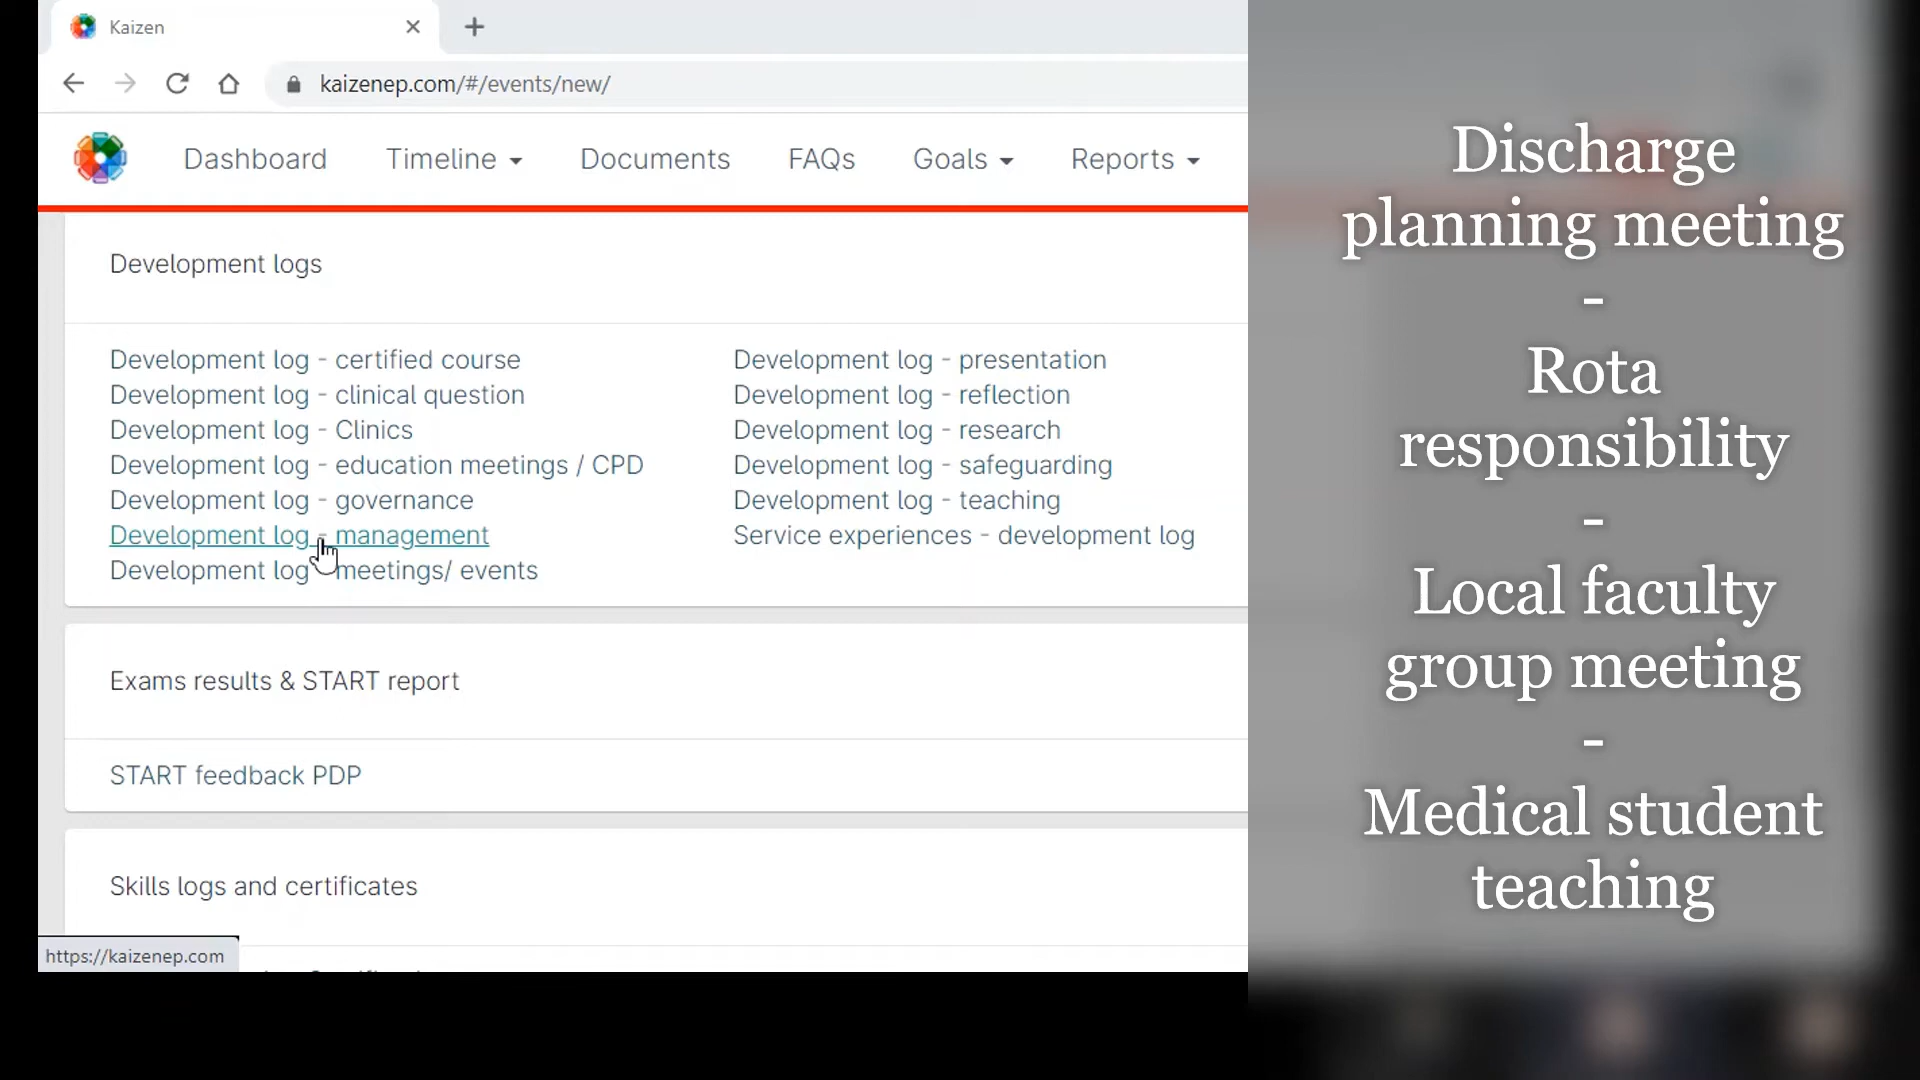 Kaizen
kaizenep.com/#/events/new/
Dashboard Timeline Documents FAQs Goals Reports
Development logs
Development log - certified course
Development log - clinical question
Development log - Clinics
Development log - education meetings / CPD
Development log - governance
Development log - management
Development log meetings/ events
Development log - presentation
Development log - reflection
Development log - research
Development log - safeguarding
Development log - teaching
Service experiences - development log
Exams results & START report
START feedback PDP
Skills logs and certificates
https://kaizenep.com
Discharge
planning meeting
-
Rota
responsibility
-
Local faculty
group meeting
-
Medical student
teaching